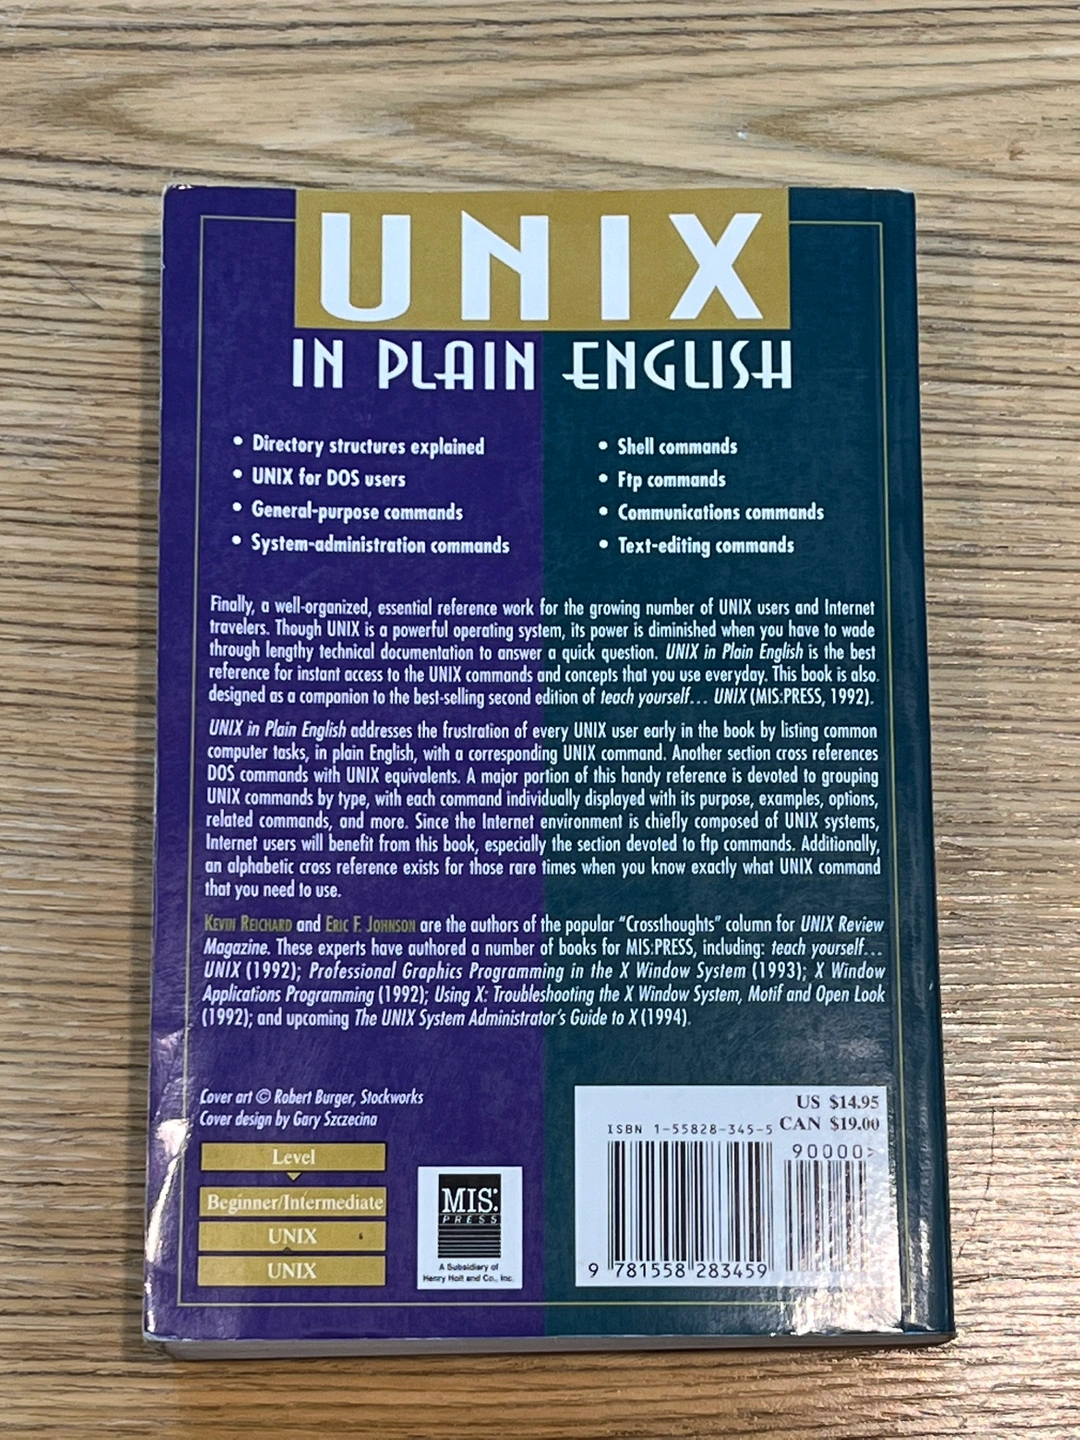 UNIX
IN PLAIN ENGLISH
• Directory structures explained
• UNIX for DOS users
• General-purpose commands
• System-administration commands
• Shell commands
• Ftp commands
• Communications commands
• Text-editing commands
Finally, a well-organized, essential reference work for the growing number of UNIX users and Internet
travelers. Though UNIX is a powerful operating system, its power is diminished when you have to wade
through lengthy technical documentation to answer a quick question. UNIX in Plain English is the best
reference for instant access to the UNIX commands and concepts that you use everyday. This book is also
designed as a companion to the best-selling second edition of teach yourself... UNIX (MIS:PRESS, 1992).
UNIX in Plain English addresses the frustration of every UNIX user early in the book by listing common
computer tasks, in plain English, with a corresponding UNIX command. Another section cross references
DOS commands with UNIX equivalents. A major portion of this handy reference is devoted to grouping
UNIX commands by type, with each command individually displayed with its purpose, examples, options,
related commands, and more. Since the Internet environment is chiefly composed of UNIX systems,
Internet users will benefit from this book, especially the section devoted to ftp commands. Additionally,
an alphabetic cross reference exists for those rare times when you know exactly what UNIX command
that you need to use.
KEVIN REICHARD and ERIC F. JOHNSON are the authors of the popular “Crossthoughts” column for UNIX Review
Magazine. These experts have authored a number of books for MIS:PRESS, including: teach yourself...
UNIX (1992); Professional Graphics Programming in the X Window System (1993); X Window
Applications Programming (1992); Using X: Troubleshooting the X Window System, Motif and Open Look
(1992); and upcoming The UNIX System Administrator's Guide to X (1994).
Cover art © Robert Burger, Stockworks
Cover design by Gary Szczecina
Level
Beginner/Intermediate
UNIX
UNIX
MIS:
PRESS
A Subsidiary of
Henry Holt and Co., Inc.
US $14.95
ISBN 1-55828-345-5 CAN $19.00
90000>
9 781558 283459